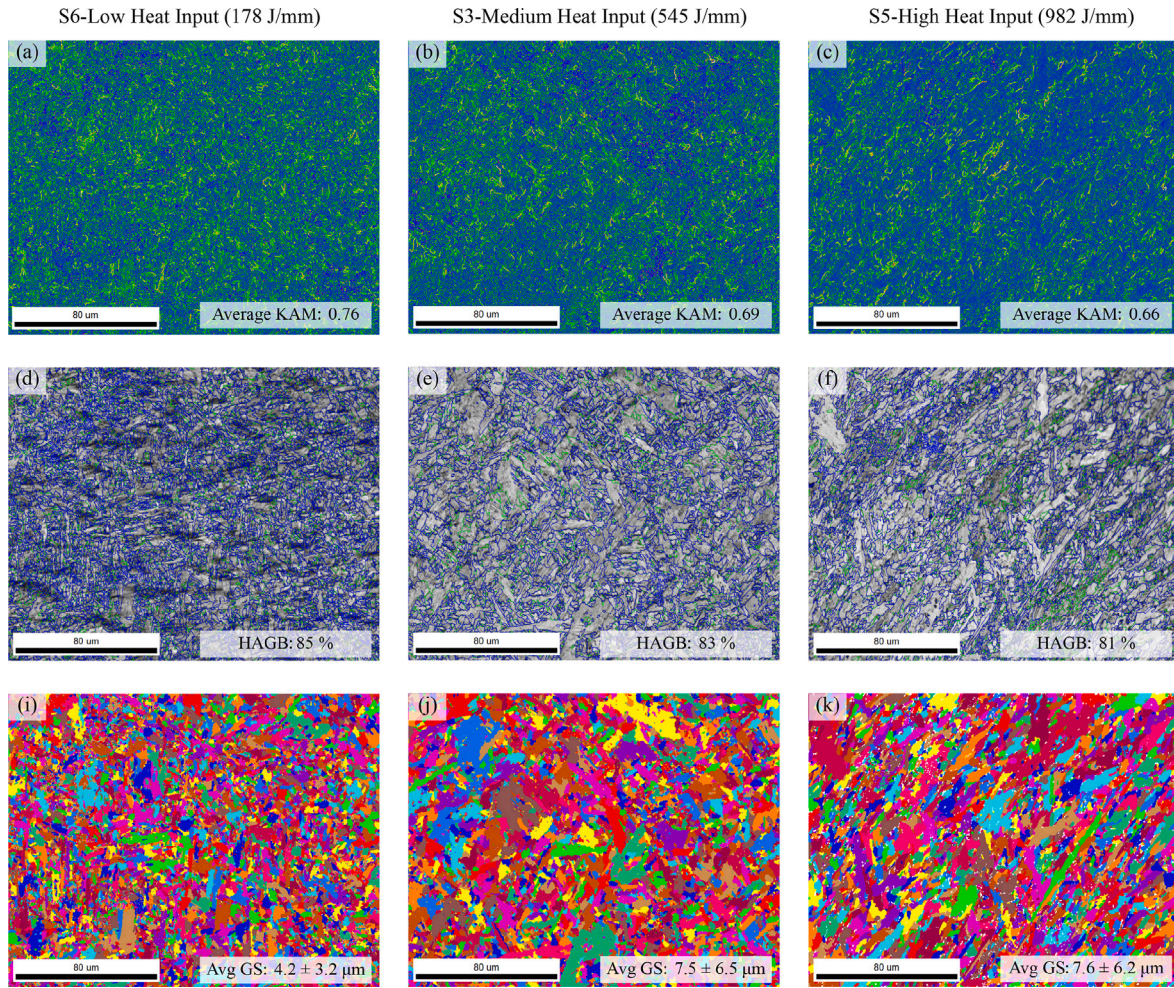 S6-Low Heat Input (178 J/mm)
S3-Medium Heat Input (545 J/mm)
S5-High Heat Input (982 J/mm)
(a)
80 um
Average KAM: 0.76
(b)
80 um
Average KAM: 0.69
(c)
80 um
Average KAM: 0.66
(d)
80 um
HAGB: 85 %
(e)
80 um
HAGB: 83 %
(f)
80 um
HAGB: 81 %
(i)
80 um
Avg GS: 4.2 ± 3.2 μm
(j)
80 um
Avg GS: 7.5 ± 6.5 μm
(k)
80 um
Avg GS: 7.6 ± 6.2 μm